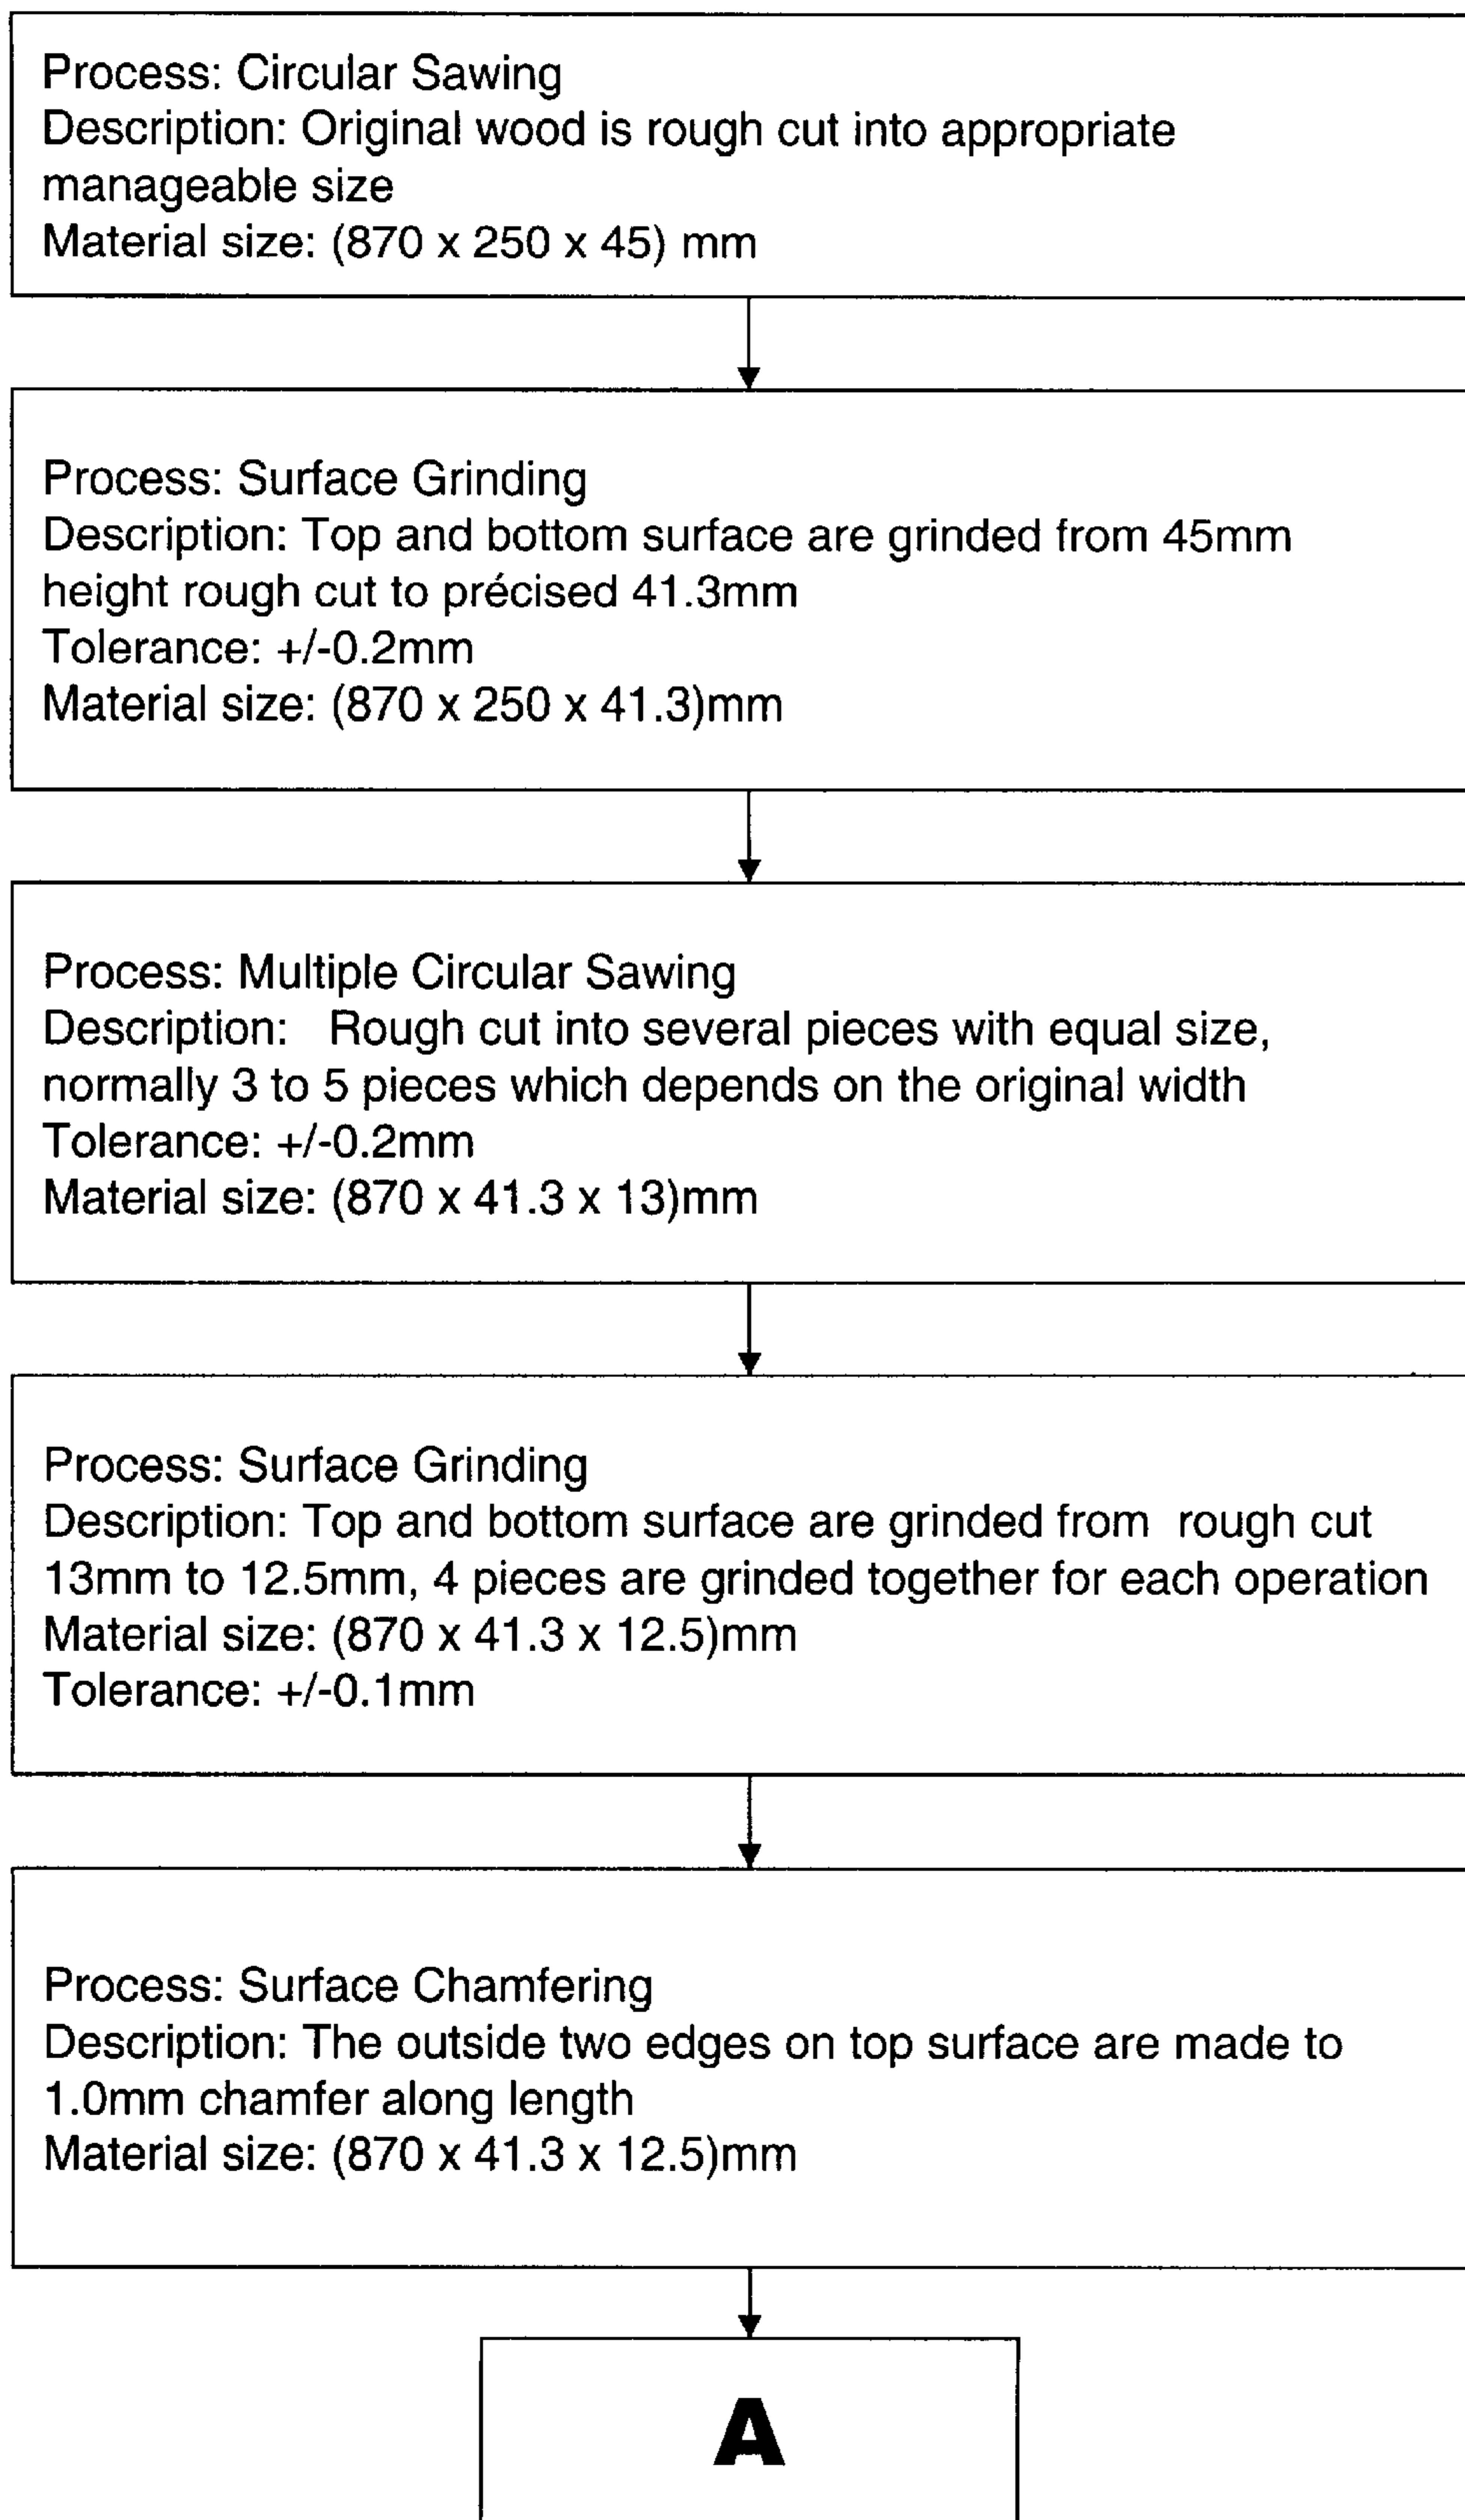 Process: Circular Sawing
Description: Original wood is rough cut into appropriate
manageable size
Material size: (870 x 250 x 45) mm
Process: Surface Grinding
Description: Top and bottom surface are grinded from 45mm
height rough cut to précised 41.3mm
Tolerance: +/-0.2mm
Material size: (870 x 250 x 41.3)mm
Process: Multiple Circular Sawing
Description: Rough cut into several pieces with equal size,
normally 3 to 5 pieces which depends on the original width
Tolerance: +/-0.2mm
Material size: (870 x 41.3 x 13)mm
Process: Surface Grinding
Description: Top and bottom surface are grinded from rough cut
13mm to 12.5mm, 4 pieces are grinded together for each operation
Material size: (870 x 41.3 x 12.5)mm
Tolerance: +/-0.1mm
Process: Surface Chamfering
Description: The outside two edges on top surface are made to
1.0mm chamfer along length
Material size: (870 x 41.3 x 12.5)mm
A